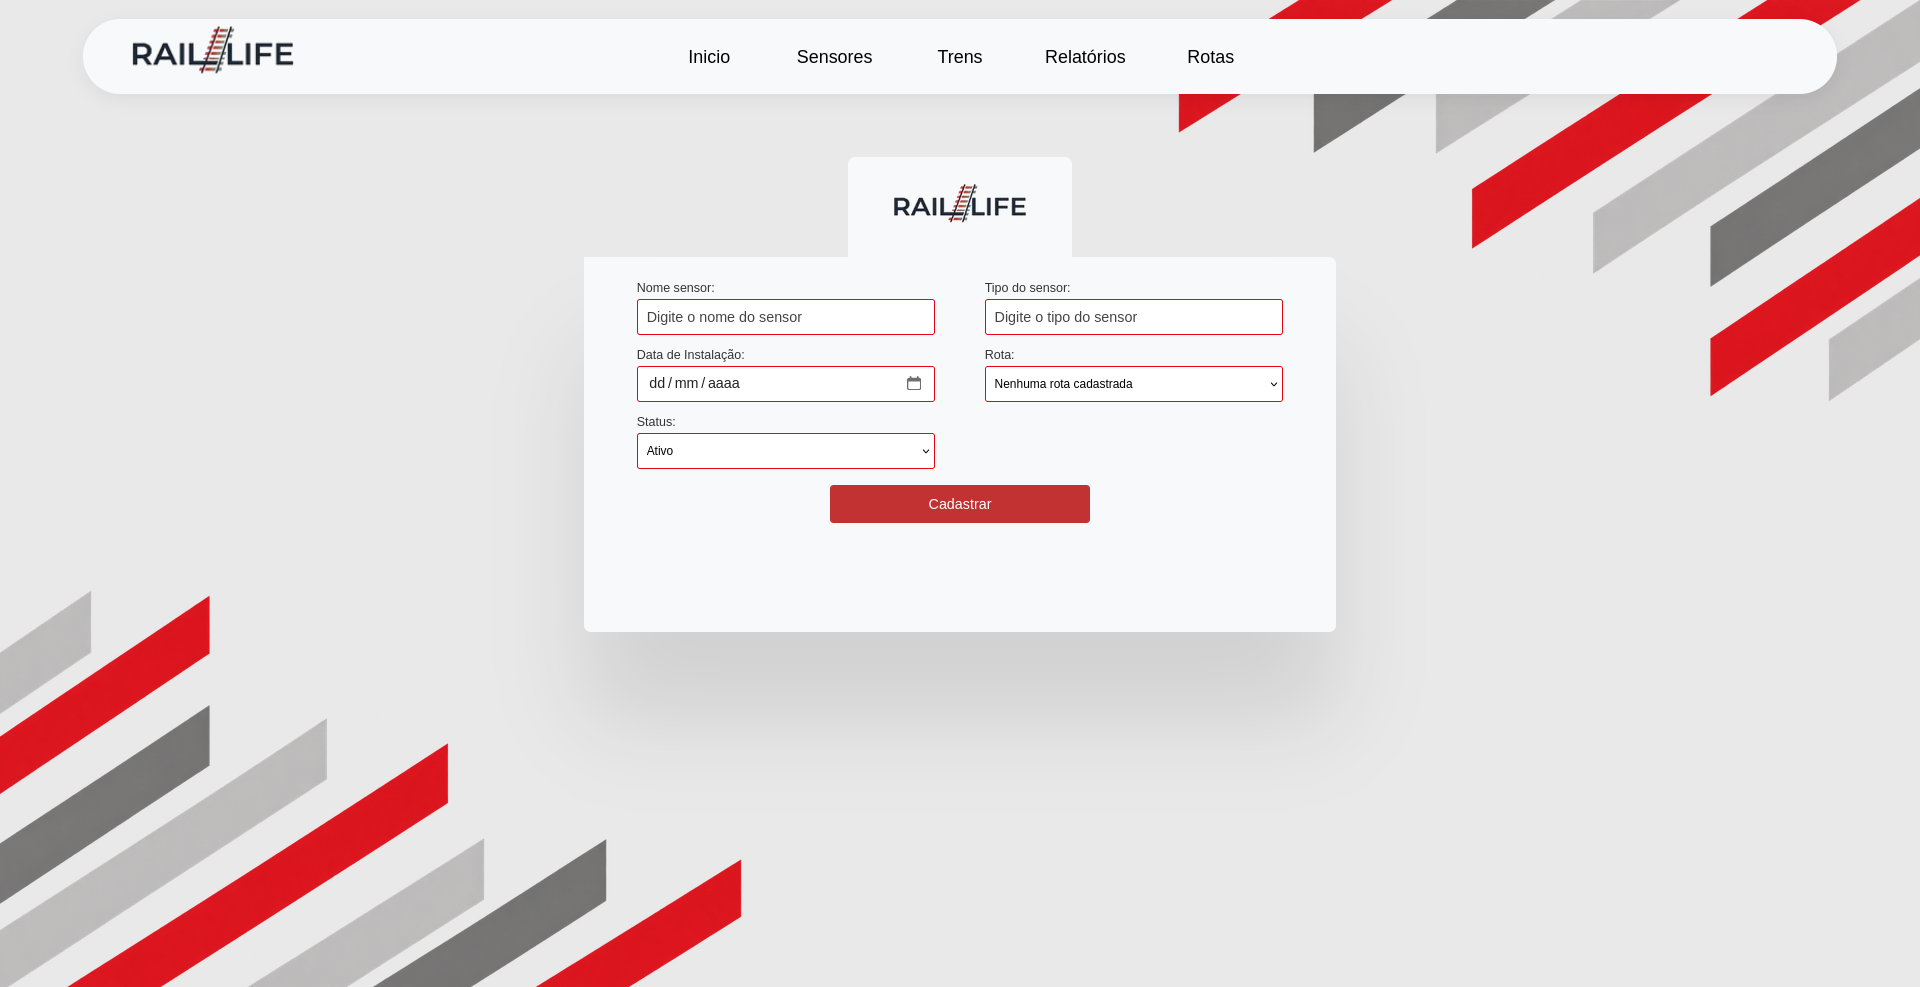 RAIL LIFE
Inicio Sensores Trens Relatórios Rotas
RAIL LIFE
Nome sensor: Tipo do sensor:
Digite o nome do sensor Digite o tipo do sensor
Data de Instalação: Rota:
dd/mm/aaaa Nenhuma rota cadastrada
Status:
Ativo
Cadastrar